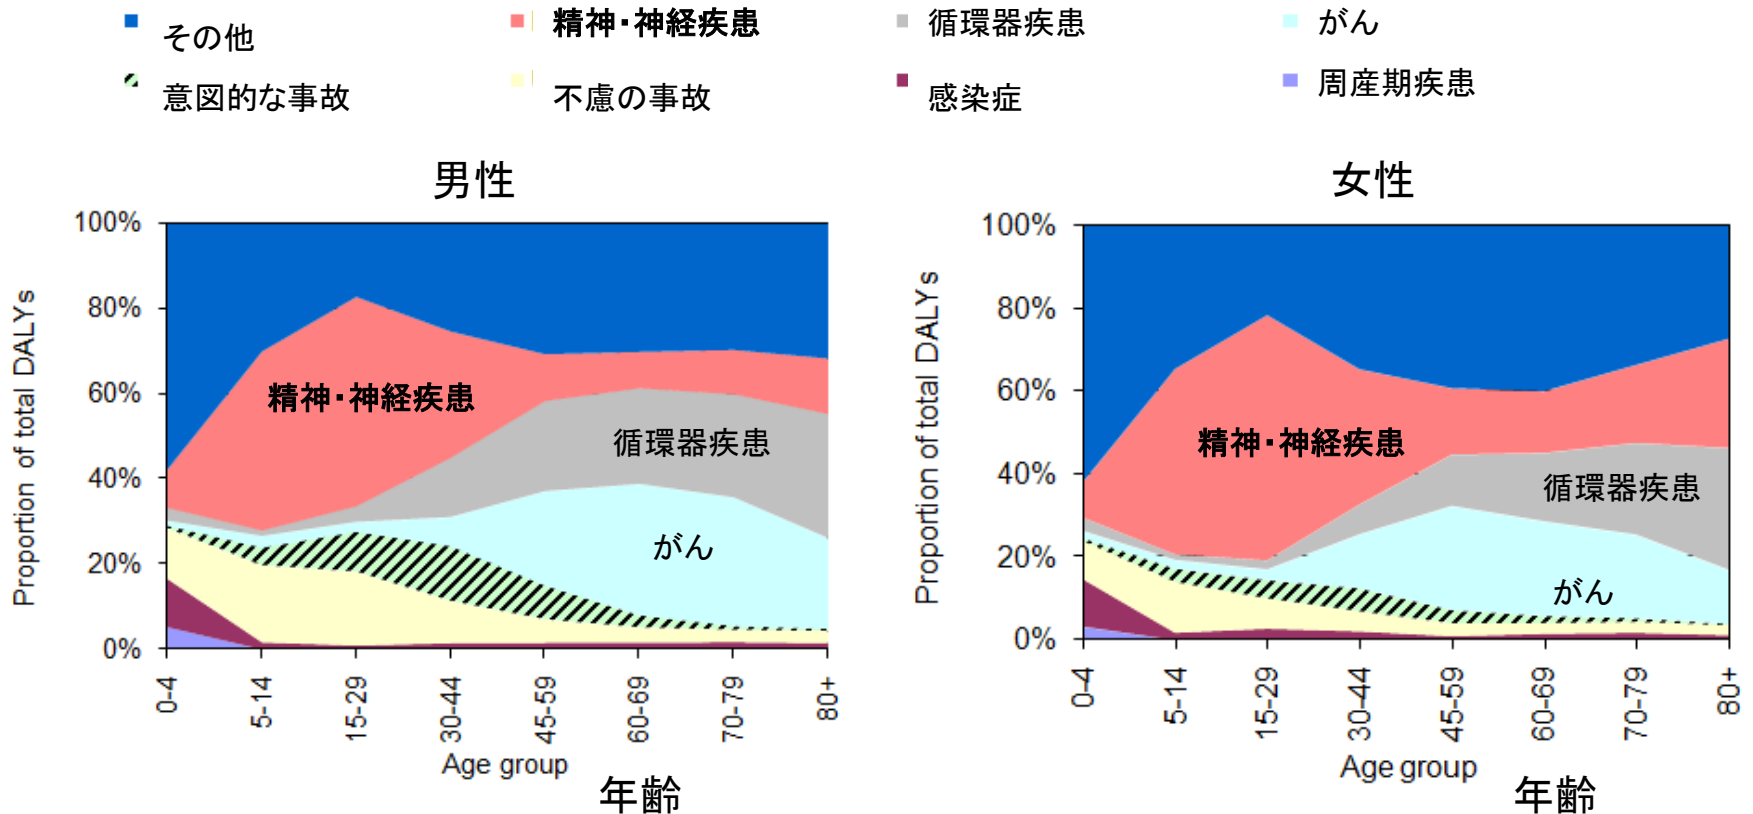 その他
精神・神経疾患
循環器疾患
がん
意図的な事故
不慮の事故
感染症
周産期疾患
男性
100%
80%
60%
40%
20%
0%
Proportion of total DALYs
精神・神経疾患
循環器疾患
がん
0-4
5-14
15-29
30-44
45-59
60-69
70-79
80+
Age group
年齢
女性
100%
80%
60%
40%
20%
0%
Proportion of total DALYs
精神・神経疾患
循環器疾患
がん
0-4
5-14
15-29
30-44
45-59
60-69
70-79
80+
Age group
年齢